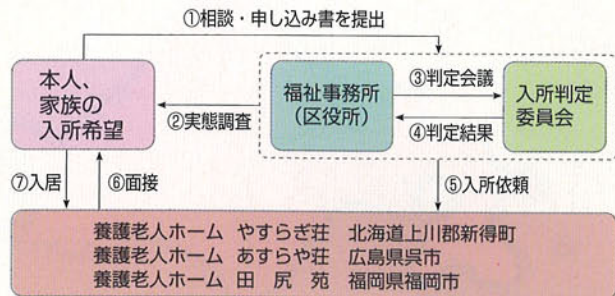 ①相談・申し込み書を提出
本人、
家族の
入所希望
②実態調査
福祉事務所
（区役所）
③判定会議
④判定結果
入所判定
委員会
⑦入居
⑥面接
⑤入所依頼
養護老人ホーム やすらぎ荘 北海道上川郡新得町
養護老人ホーム あすらや荘 広島県呉市
養護老人ホーム 田尻苑 福岡県福岡市